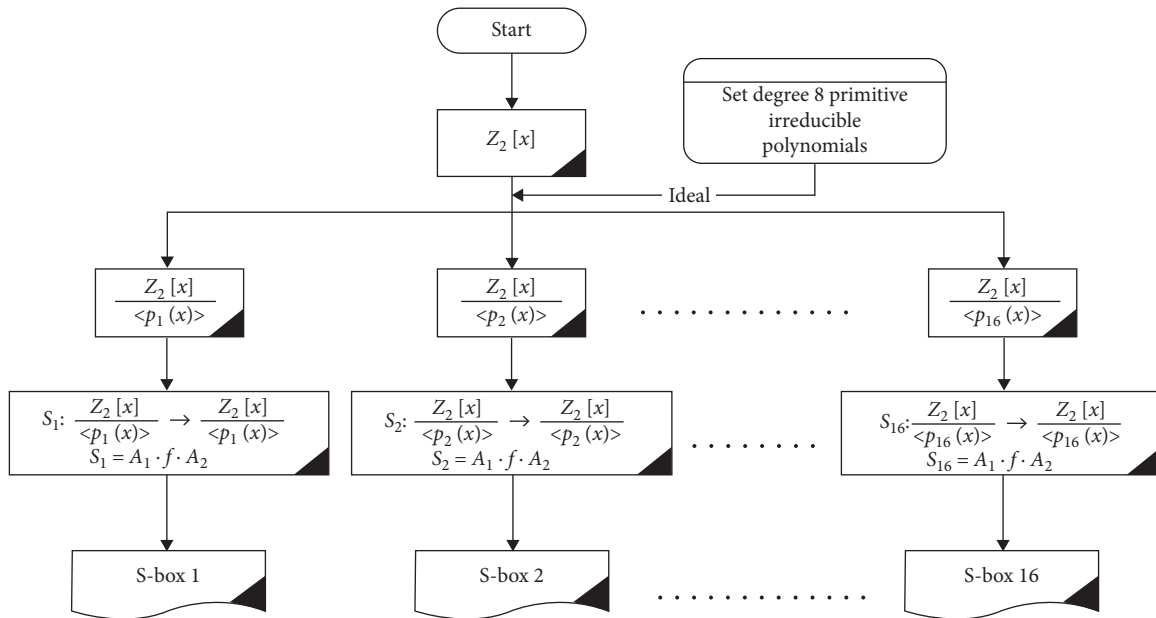 Start
Set degree 8 primitive
irreducible
polynomials
Z₂ [x]
Ideal
Z₂ [x]
<p₁ (x)>
Z₂ [x]
<p₂ (x)>
. . . . . . . . . . . . .
Z₂ [x]
<p₁₆ (x)>
S₁: Z₂ [x] / <p₁ (x)> → Z₂ [x] / <p₁ (x)>
S₁ = A₁ · f · A₂
S₂: Z₂ [x] / <p₂ (x)> → Z₂ [x] / <p₂ (x)>
S₂ = A₁ · f · A₂
. . . . . . . .
S₁₆: Z₂ [x] / <p₁₆ (x)> → Z₂ [x] / <p₁₆ (x)>
S₁₆ = A₁ · f · A₂
S-box 1
S-box 2
. . . . . . . . . . . . .
S-box 16